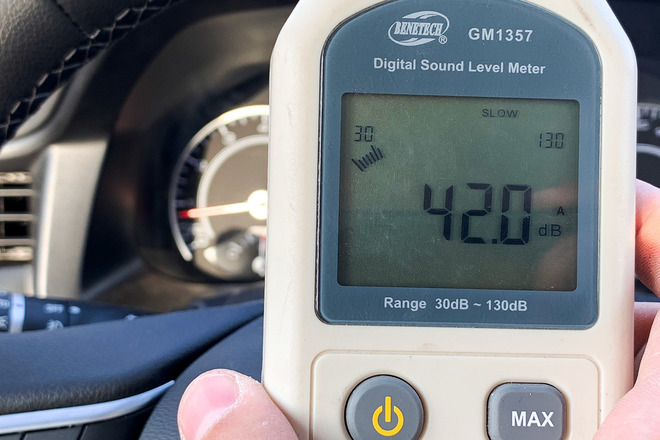 BENETECH ®
GM1357
Digital Sound Level Meter
SLOW
30 130
42.0 A dB
Range 30dB ~ 130dB
MAX